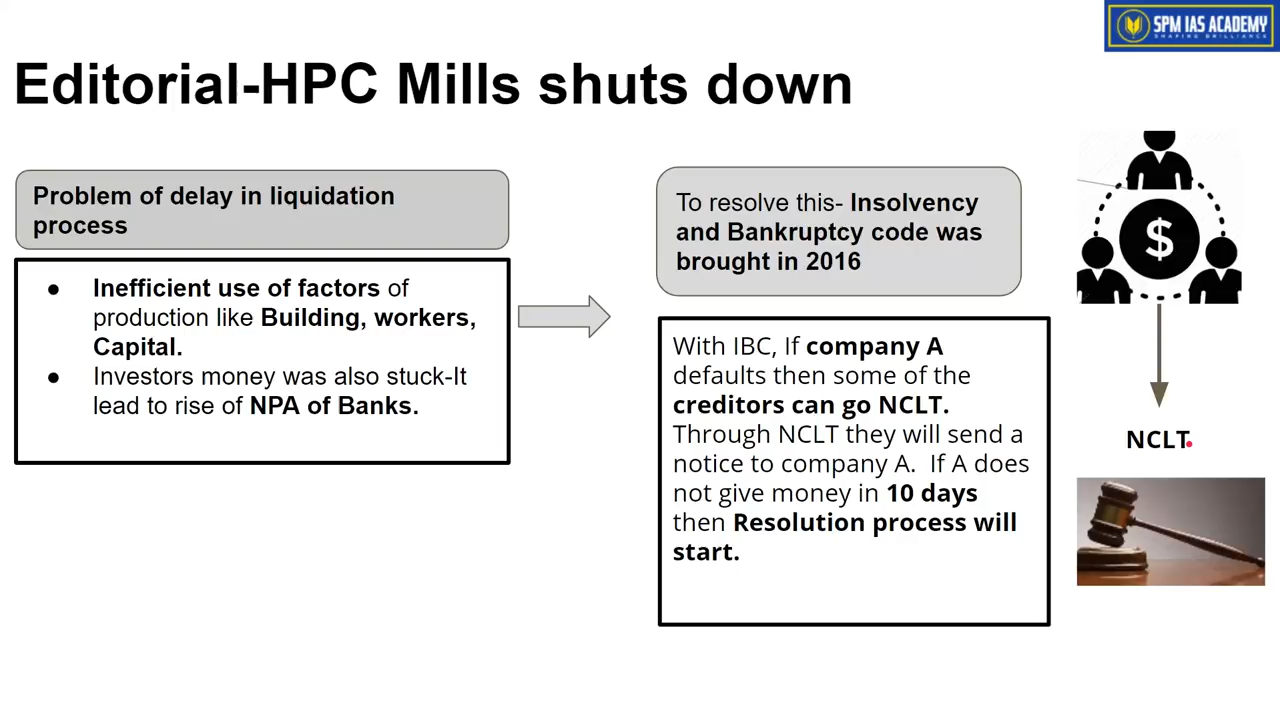 SPM IAS ACADEMY
SHAPING BRILLIANCE
Editorial-HPC Mills shuts down
Problem of delay in liquidation
process
● Inefficient use of factors of
production like Building, workers,
Capital.
● Investors money was also stuck-It
lead to rise of NPA of Banks.
To resolve this- Insolvency
and Bankruptcy code was
brought in 2016
With IBC, If company A
defaults then some of the
creditors can go NCLT.
Through NCLT they will send a
notice to company A. If A does
not give money in 10 days
then Resolution process will
start.
$
NCLT